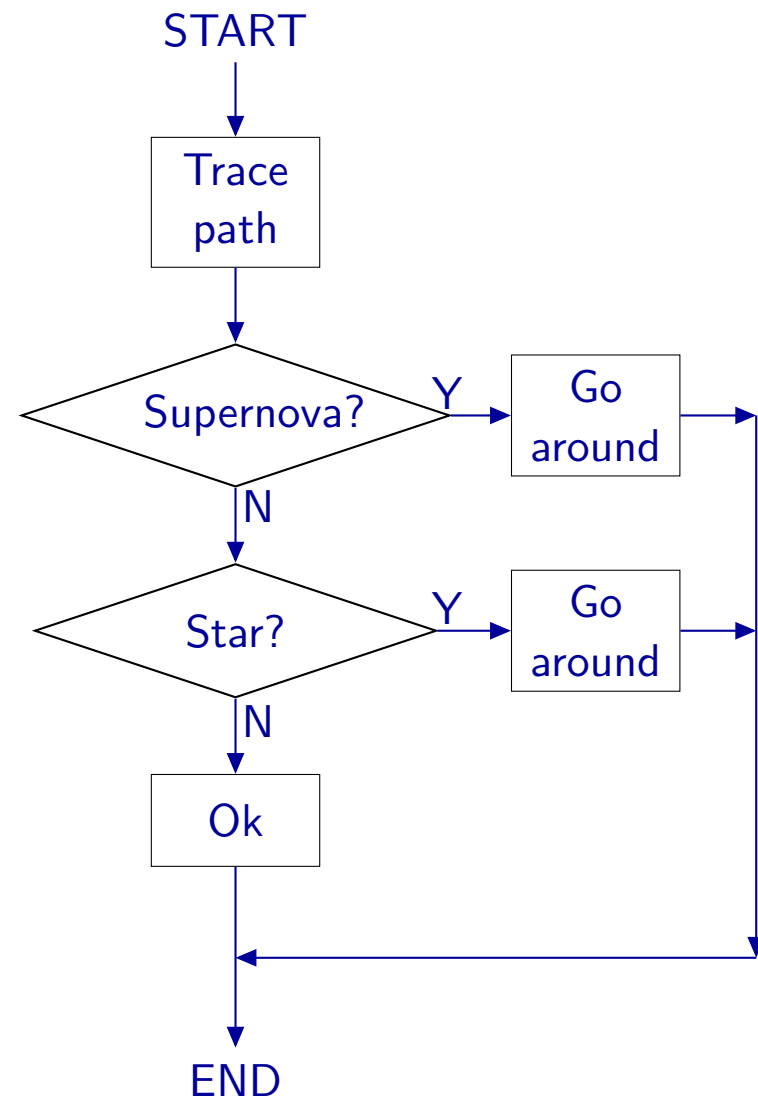 START
Trace
path
Supernova?
Y
Go
around
N
Star?
Y
Go
around
N
Ok
END